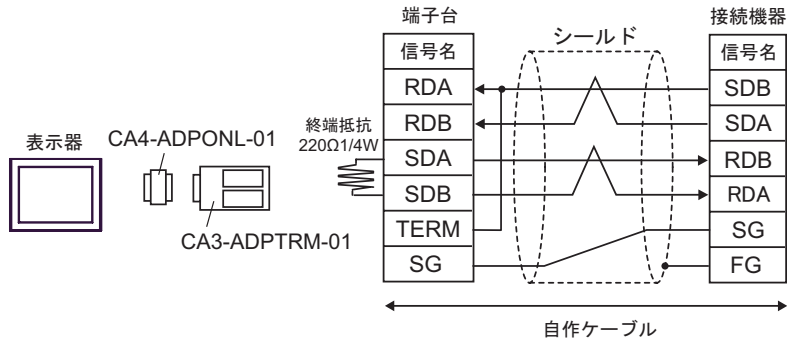 端子台
接続機器
シールド
信号名
信号名
RDA
SDB
RDB
SDA
終端抵抗
220Ω1/4W
SDA
RDB
SDB
RDA
TERM
SG
SG
FG
表示器
CA4-ADPONL-01
CA3-ADPTRM-01
自作ケーブル